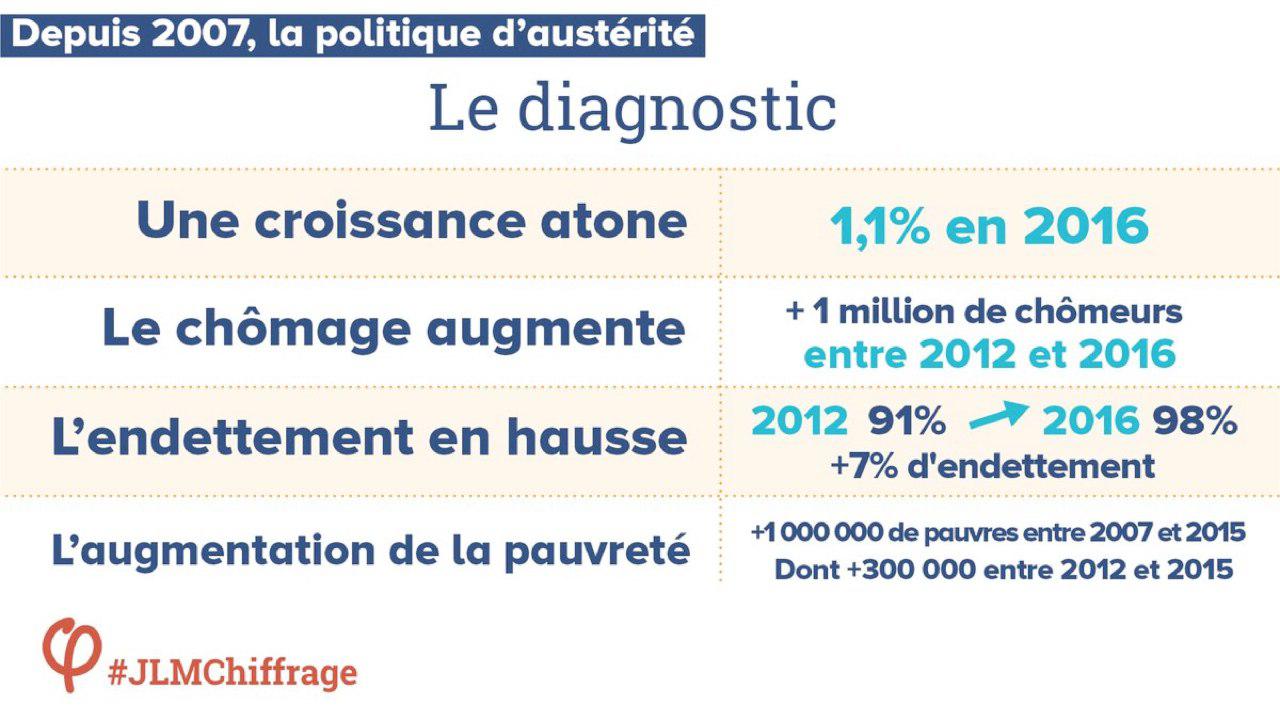 Depuis 2007, la politique d’austérité
Le diagnostic
Une croissance atone
1,1% en 2016
Le chômage augmente
+ 1 million de chômeurs
entre 2012 et 2016
L’endettement en hausse
2012 91% 2016 98%
+7% d'endettement
L’augmentation de la pauvreté
+1 000 000 de pauvres entre 2007 et 2015
Dont +300 000 entre 2012 et 2015
φ #JLMChiffrage